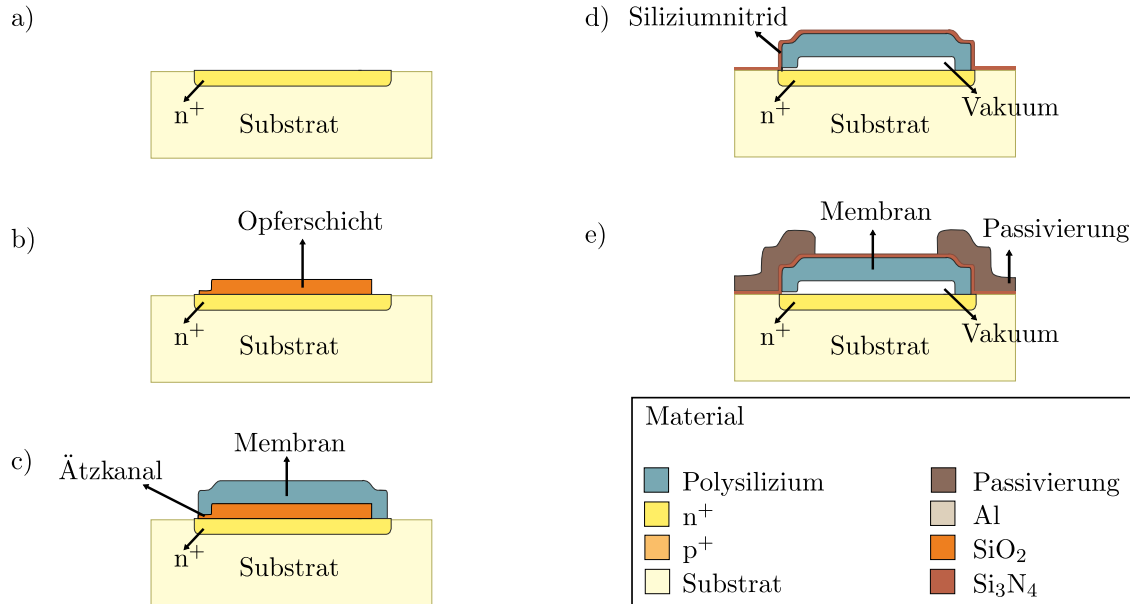 a)
n+
Substrat
b)
Opferschicht
n+
Substrat
c)
Ätzkanal
Membran
n+
Substrat
d)
Siliziumnitrid
n+
Substrat
Vakuum
e)
Membran
Passivierung
n+
Substrat
Vakuum
Material
Polysilizium
n+
p+
Substrat
Passivierung
Al
SiO2
Si3N4